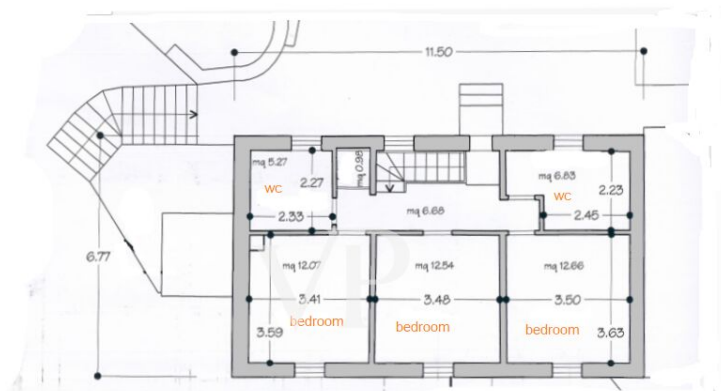 11.50
mq 5.27
mq 0.98
2.27
wc
mq 6.83
2.23
wc
2.33
mq 6.68
2.45
6.77
mq 12.07
mq 12.54
mq 12.66
3.41
3.48
3.50
bedroom
bedroom
bedroom
3.59
3.63
VP